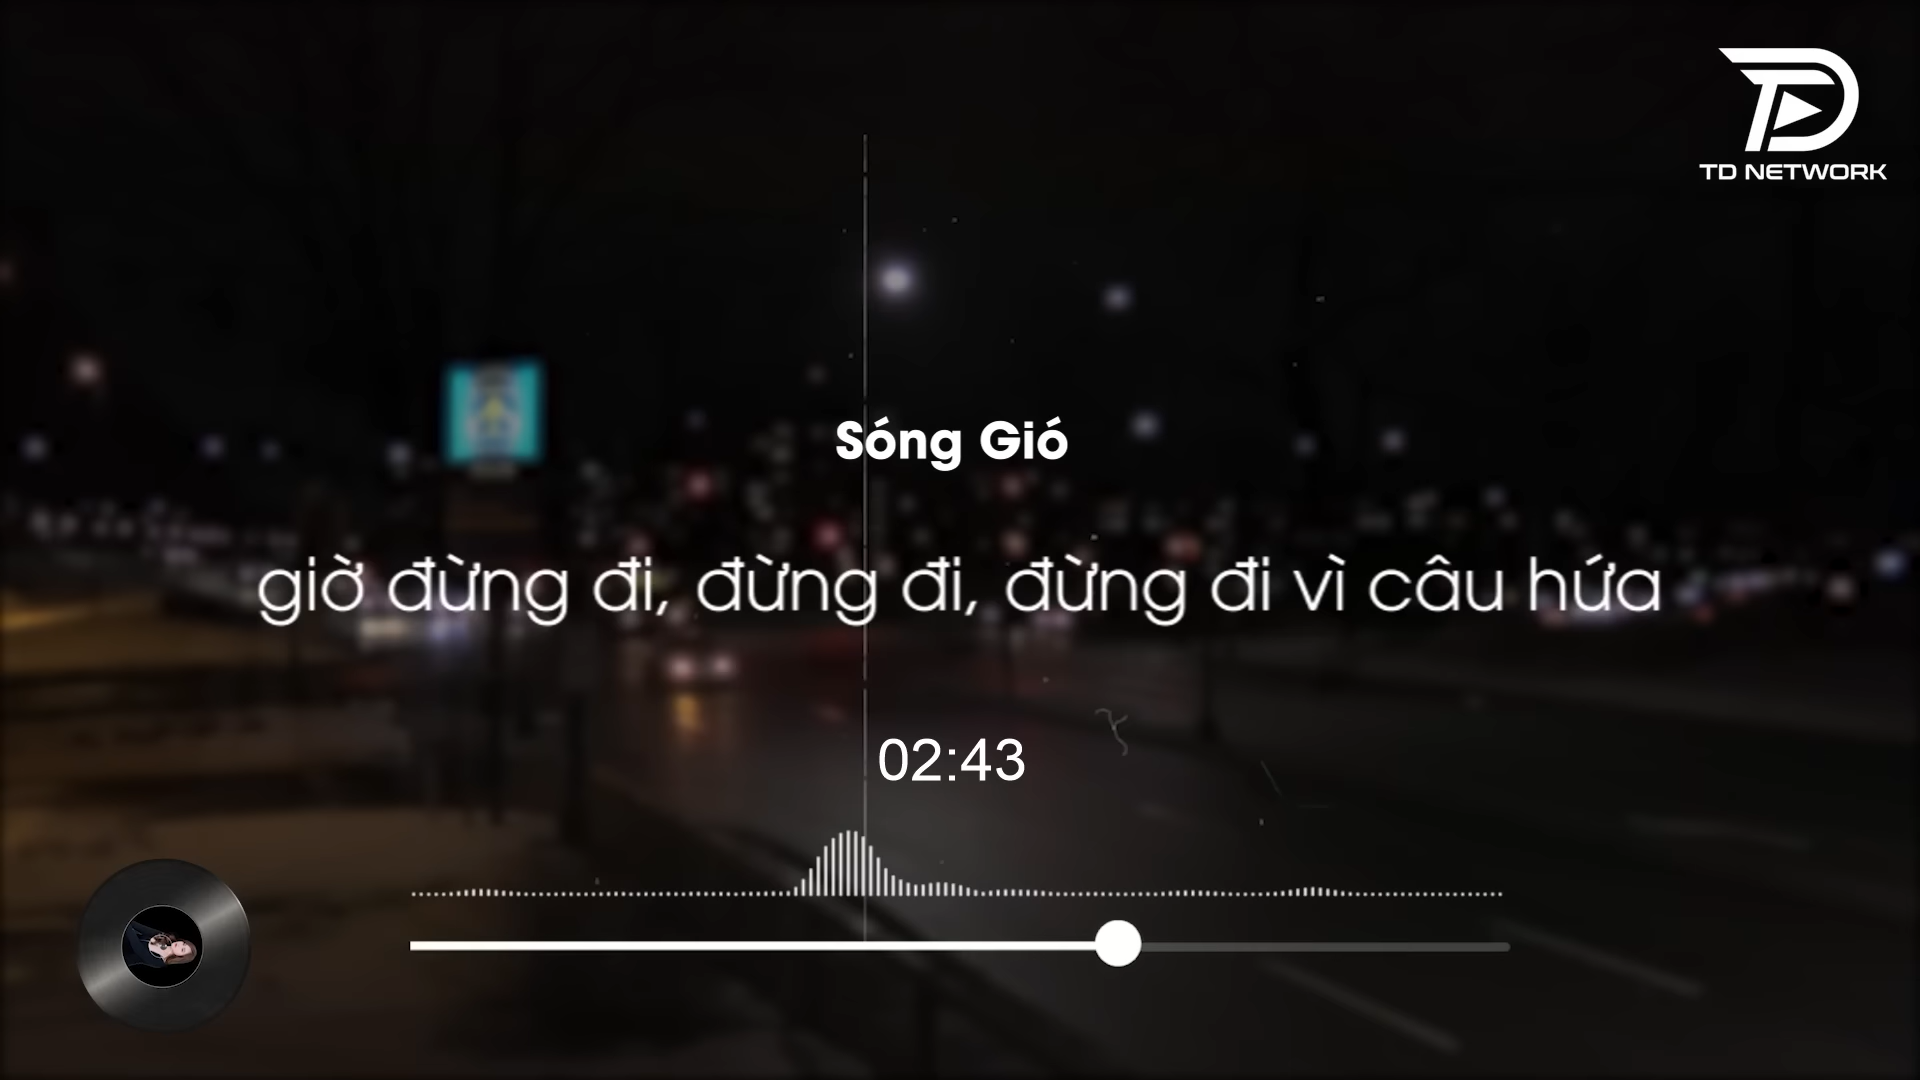 TD NETWORK
Sóng Gió
giờ đừng đi, đừng đi, đừng đi vì câu hứa
02:43